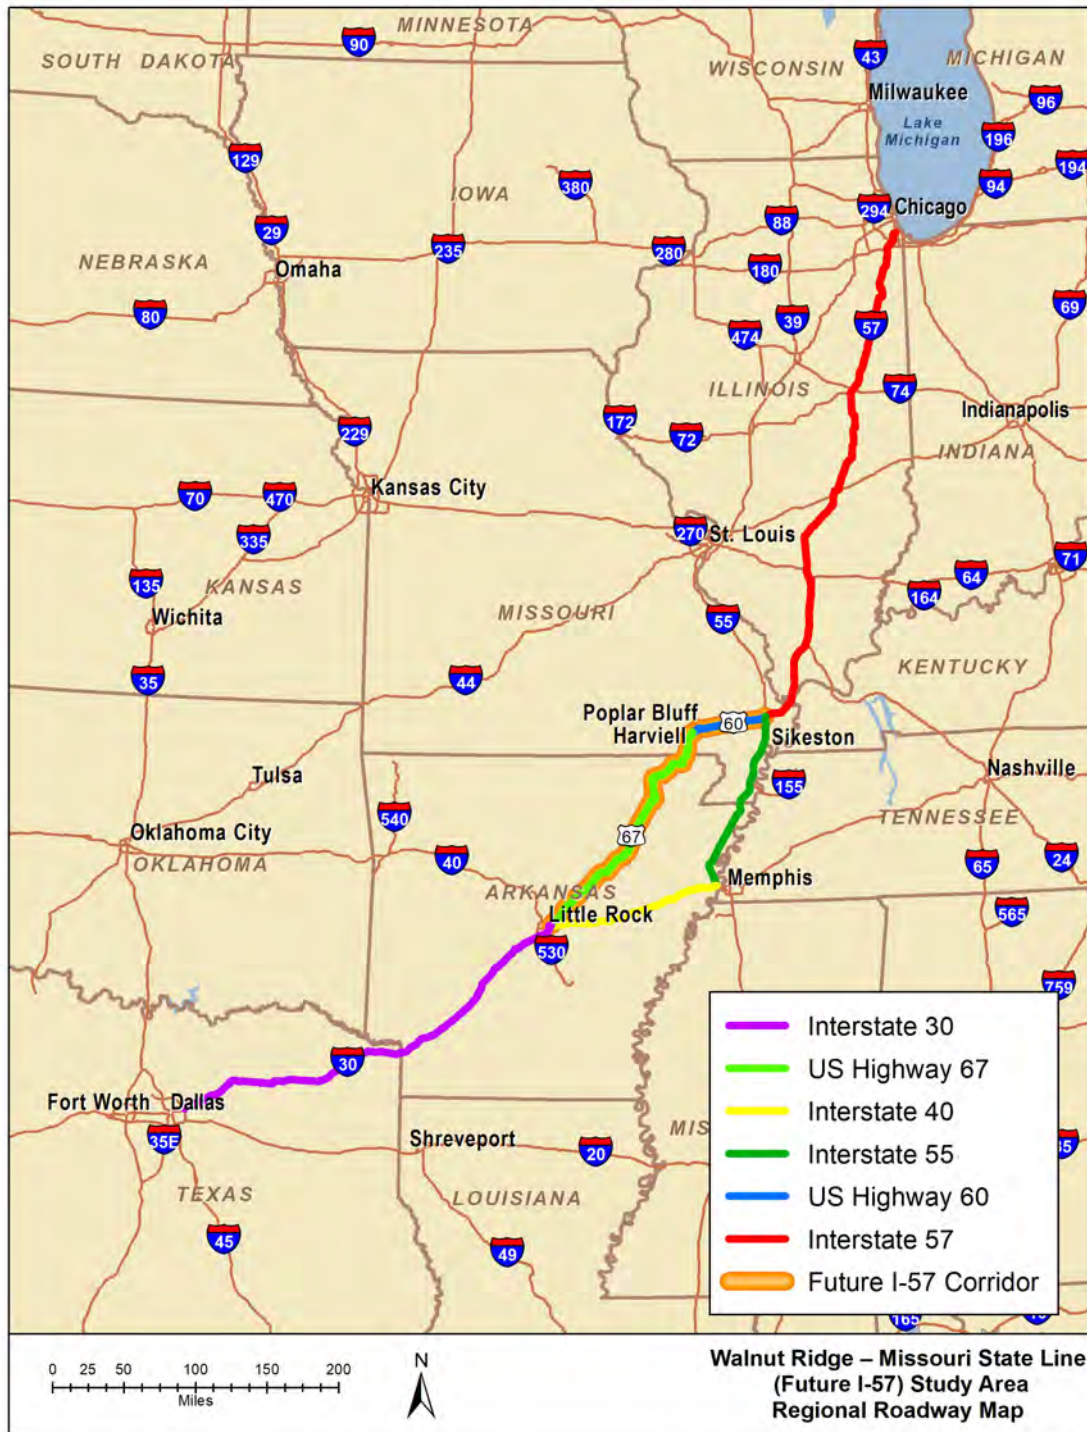 MINNESOTA
90
SOUTH DAKOTA
43
MICHIGAN
WISCONSIN
Milwaukee
96
Lake
Michigan
196
129
194
380
94
IOWA
294
Chicago
88
29
235
280
NEBRASKA
180
Omaha
69
80
39
57
474
ILLINOIS
74
Indianapolis
172
229
72
INDIANA
Kansas City
70
470
270
St. Louis
335
71
64
135
KANSAS
164
MISSOURI
Wichita
55
KENTUCKY
35
44
Poplar Bluff
60
Harviell
Sikeston
Tulsa
155
Nashville
540
TENNESSEE
67
Oklahoma City
40
OKLAHOMA
65
24
Memphis
ARKANSAS
Little Rock
565
530
759
30
Fort Worth
Dallas
35E
Shreveport
20
MIS
85
TEXAS
LOUISIANA
45
49
165
Interstate 30
US Highway 67
Interstate 40
Interstate 55
US Highway 60
Interstate 57
Future I-57 Corridor
0 25 50 100 150 200
Miles
N
Walnut Ridge – Missouri State Line
(Future I-57) Study Area
Regional Roadway Map